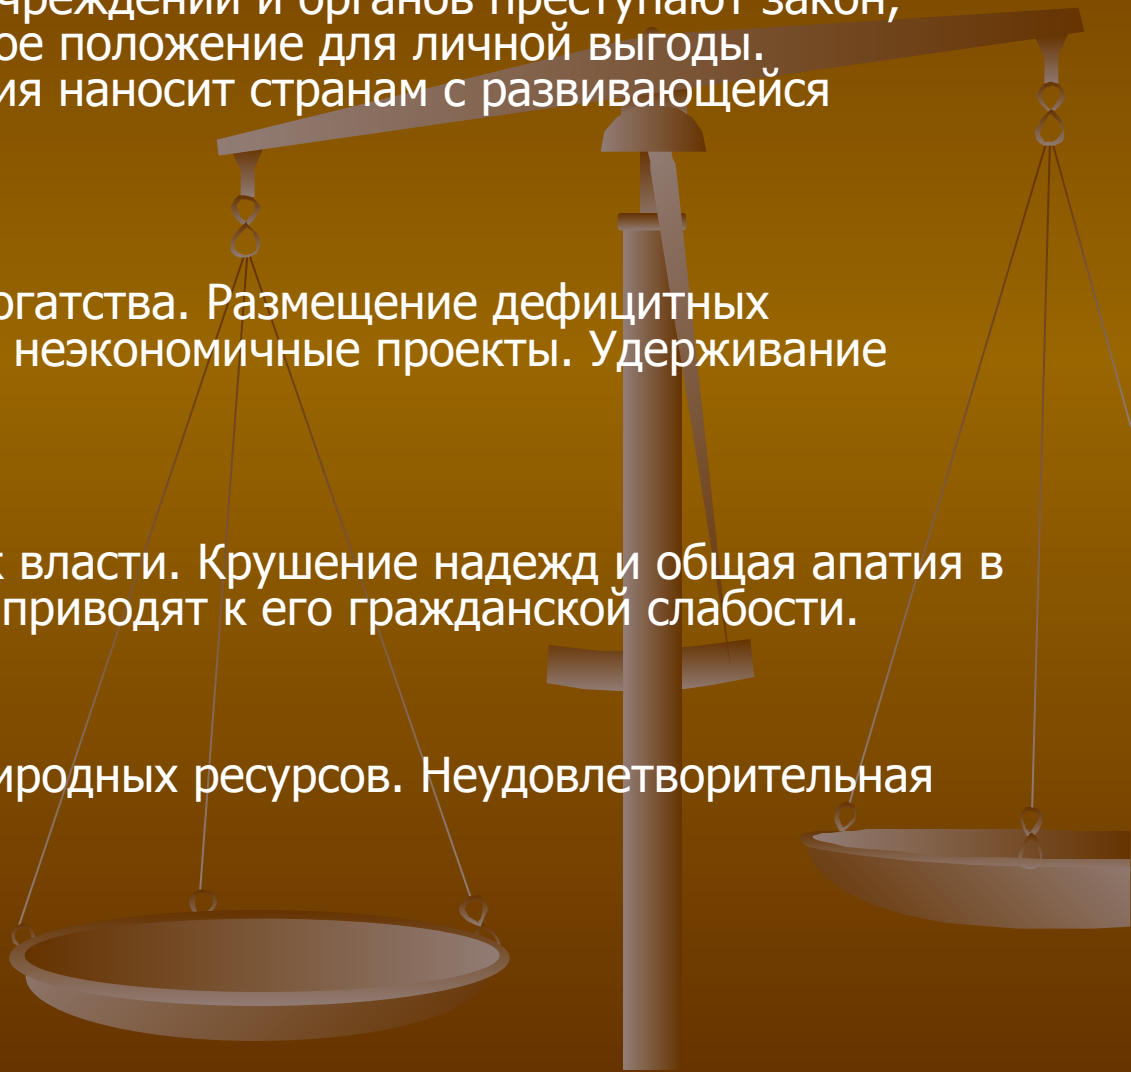 чреждений и органов преступают закон,
ое положение для личной выгоды.
ия наносит странам с развивающейся
огатства. Размещение дефицитных
неэкономичные проекты. Удерживание
к власти. Крушение надежд и общая апатия в
приводят к его гражданской слабости.
иродных ресурсов. Неудовлетворительная